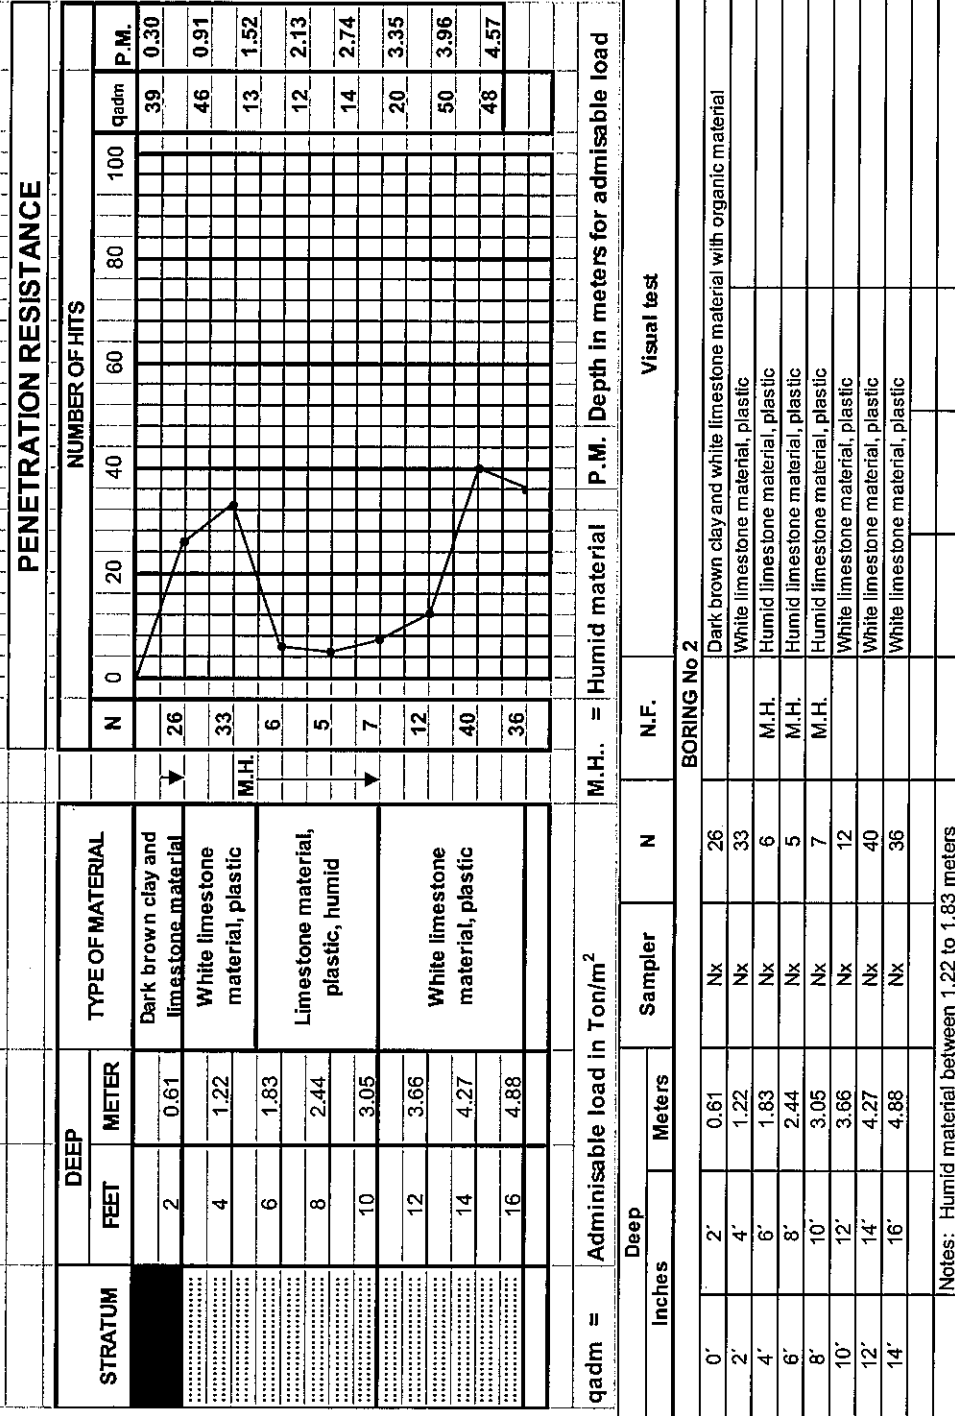 PENETRATION RESISTANCE
STRATUM DEEP TYPE OF MATERIAL NUMBER OF HITS
FEET METER N 0 20 40 60 80 100 qadm P.M.
2 0.61 Dark brown clay and limestone material 26 39 0.30
4 1.22 White limestone material, plastic 33 46 0.91
M.H.
6 1.83 Limestone material, plastic, humid 6 13 1.52
8 2.44 5 12 2.13
10 3.05 7 14 2.74
12 3.66 White limestone material, plastic 12 20 3.35
14 4.27 40 50 3.96
16 4.88 36 48 4.57
qadm = Adminisable load in Ton/m² M.H.. = Humid material P.M. Depth in meters for admisable load
Deep Sampler N N.F. Visual test
Inches Meters
BORING No 2
0´ 2´ 0.61 Nx 26 Dark brown clay and white limestone material with organic material
2´ 4´ 1.22 Nx 33 White limestone material, plastic
4´ 6´ 1.83 Nx 6 M.H. Humid limestone material, plastic
6´ 8´ 2.44 Nx 5 M.H. Humid limestone material, plastic
8´ 10´ 3.05 Nx 7 M.H. Humid limestone material, plastic
10´ 12´ 3.66 Nx 12 White limestone material, plastic
12´ 14´ 4.27 Nx 40 White limestone material, plastic
14´ 16´ 4.88 Nx 36 White limestone material, plastic
Notes: Humid material between 1.22 to 1.83 meters